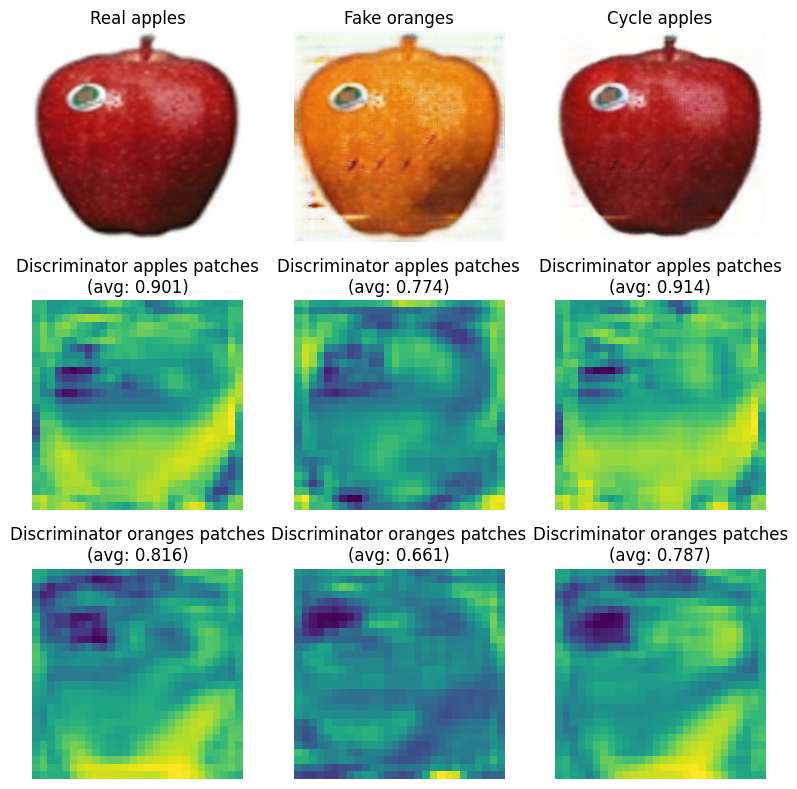 Real apples
Fake oranges
Cycle apples
Discriminator apples patches
(avg: 0.901)
Discriminator apples patches
(avg: 0.774)
Discriminator apples patches
(avg: 0.914)
Discriminator oranges patches
(avg: 0.816)
Discriminator oranges patches
(avg: 0.661)
Discriminator oranges patches
(avg: 0.787)